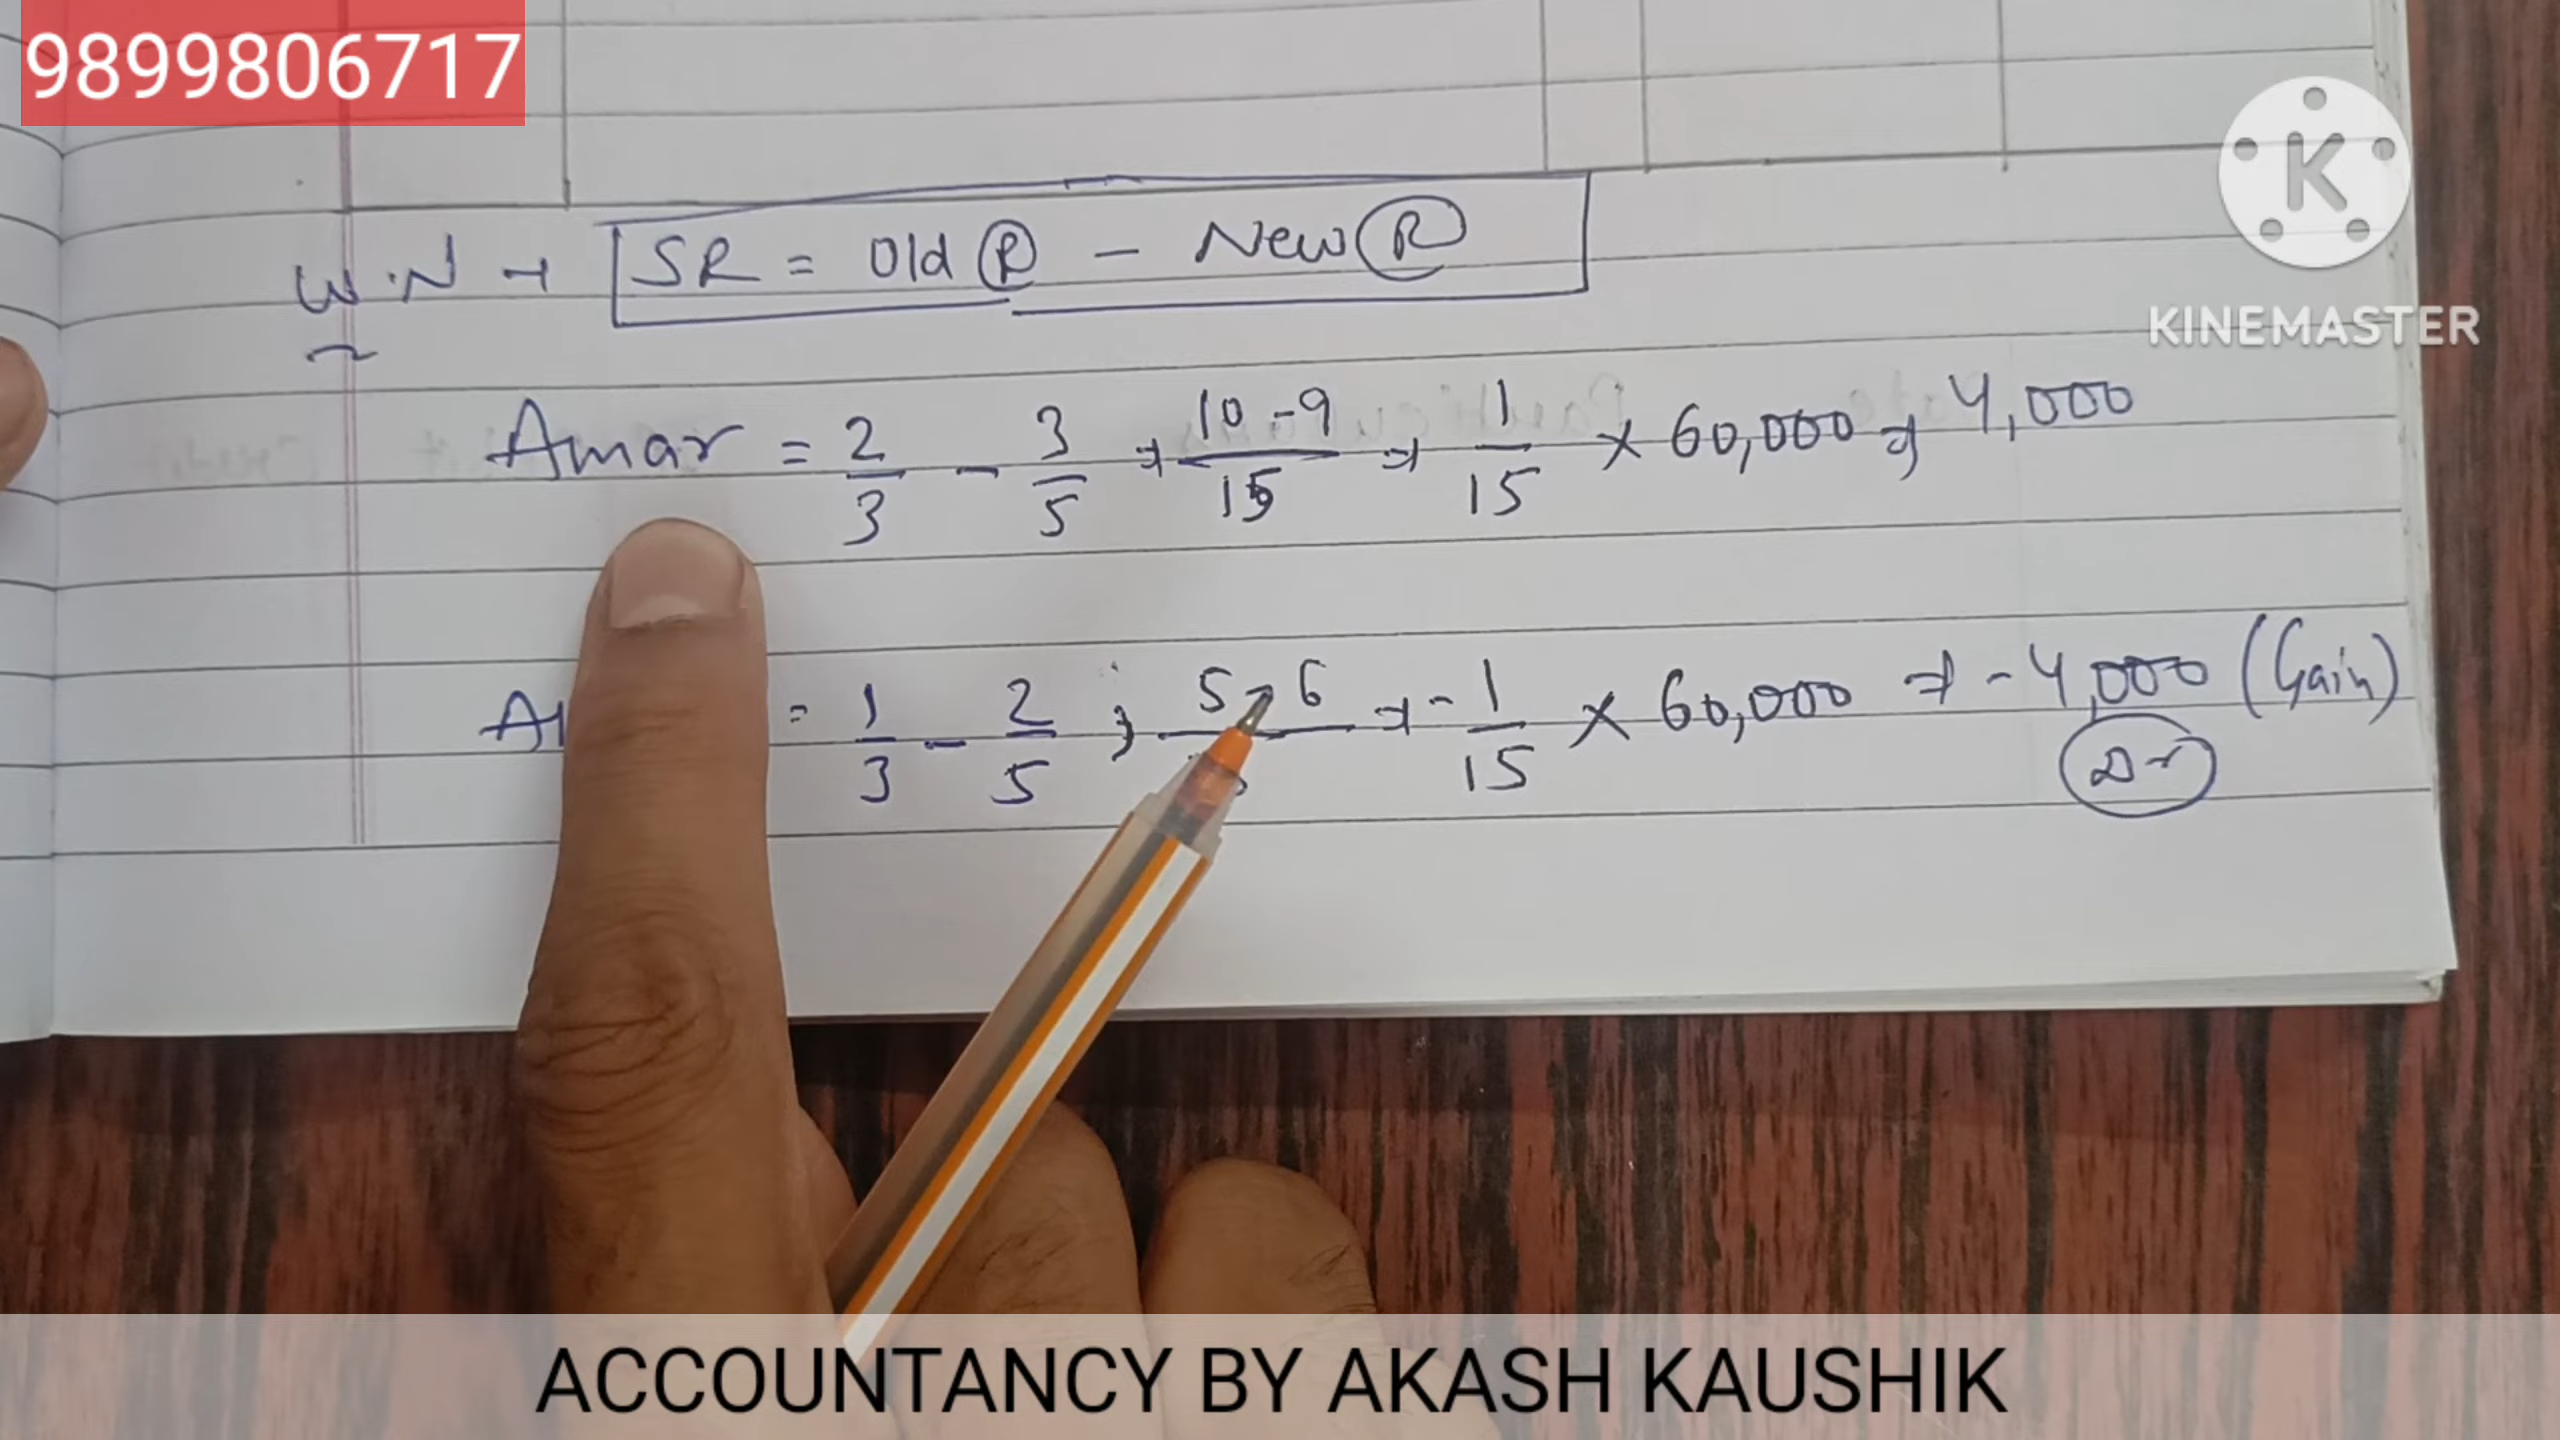 9899806717
K
KINEMASTER
W.N → SR = Old (R) - New (R)
Amar = 2/3 - 3/5 ⇒ 10-9/15 ⇒ 1/15 × 60,000 ⇒ 4,000
= 1/3 - 2/5 ⇒ 5-6/ ⇒ -1/15 × 60,000 ⇒ -4,000 (Gain)
Dr
ACCOUNTANCY BY AKASH KAUSHIK